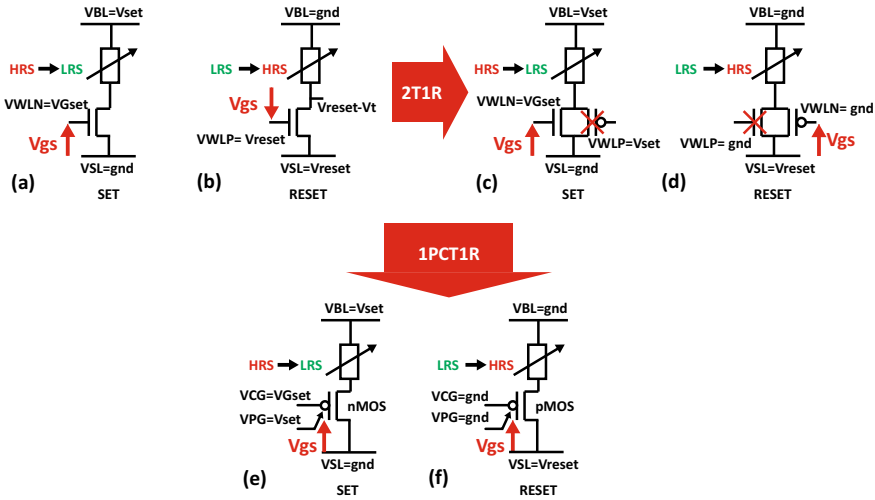 VBL=Vset
HRS LRS
VWLN=VGset
Vgs
VSL=gnd
(a)
SET
VBL=gnd
LRS HRS
Vgs
Vreset-Vt
VWLP= Vreset
VSL=Vreset
(b)
RESET
2T1R
VBL=Vset
HRS LRS
VWLN=VGset
Vgs
VWLP=Vset
VSL=gnd
(c)
SET
VBL=gnd
LRS HRS
VWLN= gnd
VWLP= gnd
Vgs
VSL=Vreset
(d)
RESET
1PCT1R
VBL=Vset
HRS LRS
VCG=VGset
nMOS
VPG=Vset
Vgs
VSL=gnd
(e)
SET
VBL=gnd
LRS HRS
VCG=gnd
pMOS
VPG=gnd
Vgs
VSL=Vreset
(f)
RESET